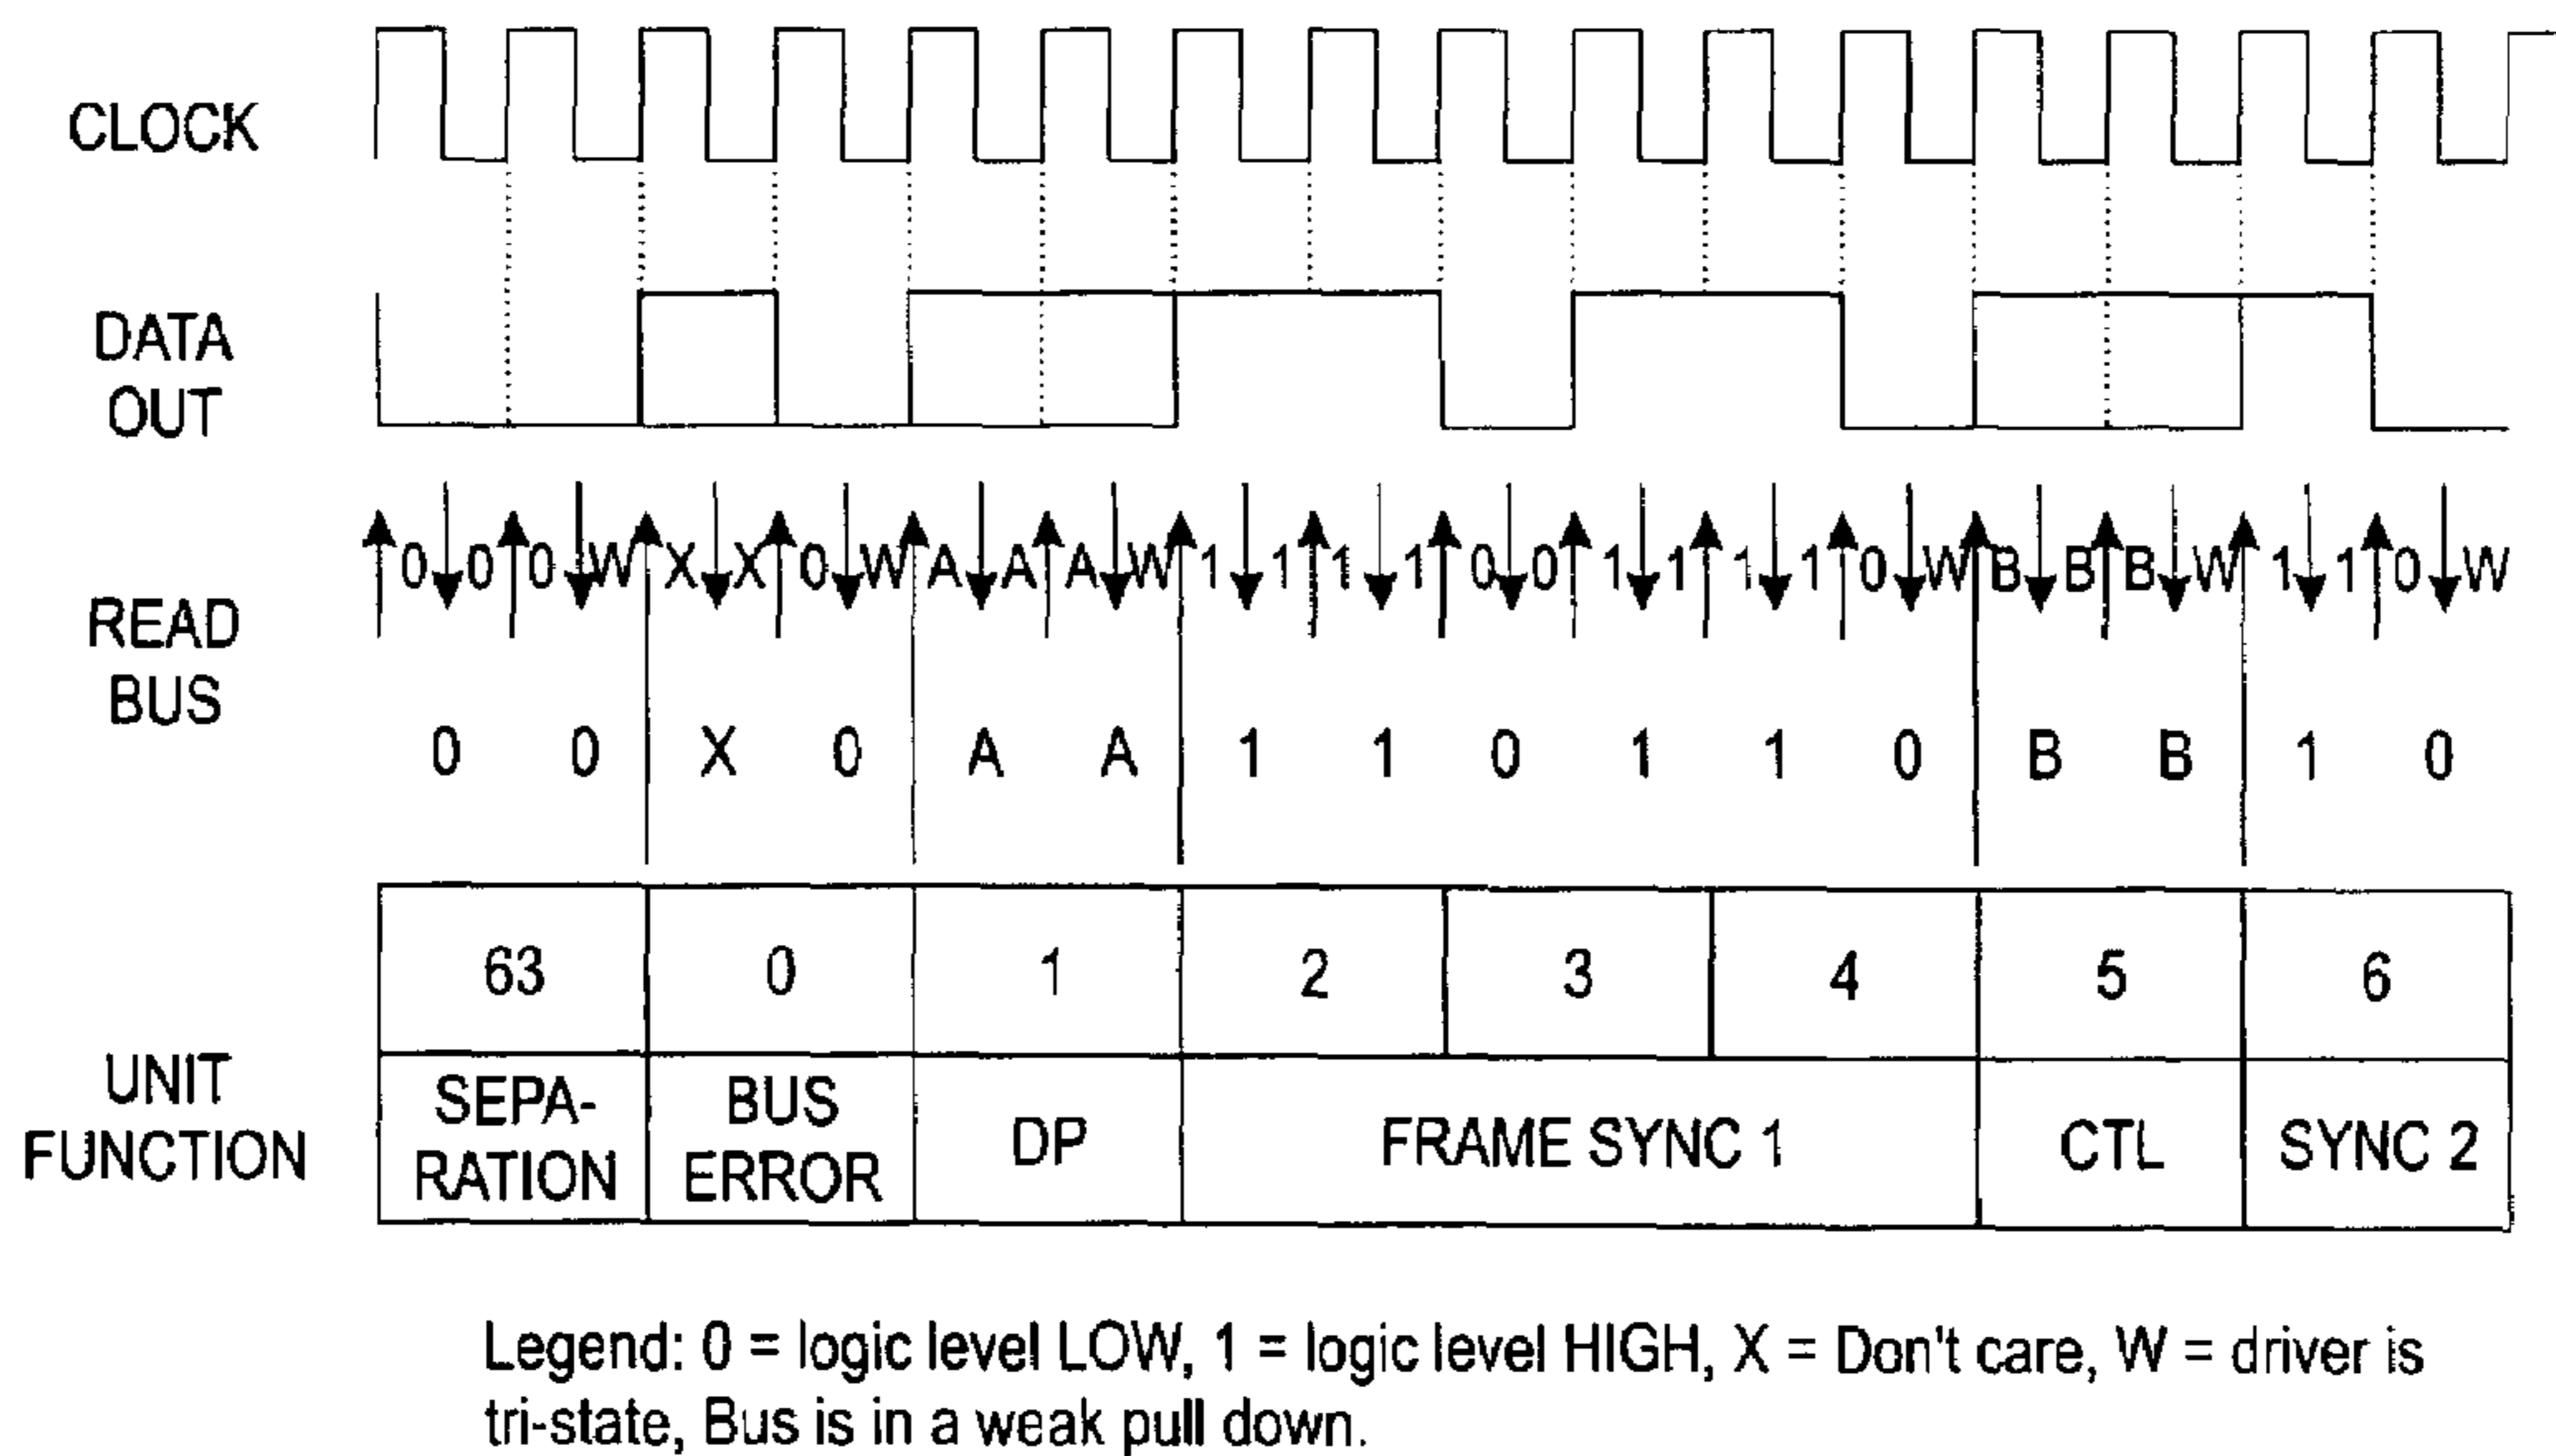 CLOCK
DATA
OUT
READ
BUS
0 0 0 W X X 0 W A A A W 1 1 1 1 0 0 1 1 1 1 0 W B B B W 1 1 0 W
0 0 X 0 A A 1 1 0 1 1 0 B B 1 0
63 0 1 2 3 4 5 6
UNIT
FUNCTION
SEPA-
RATION
BUS
ERROR
DP
FRAME SYNC 1
CTL
SYNC 2
Legend: 0 = logic level LOW, 1 = logic level HIGH, X = Don't care, W = driver is
tri-state, Bus is in a weak pull down.